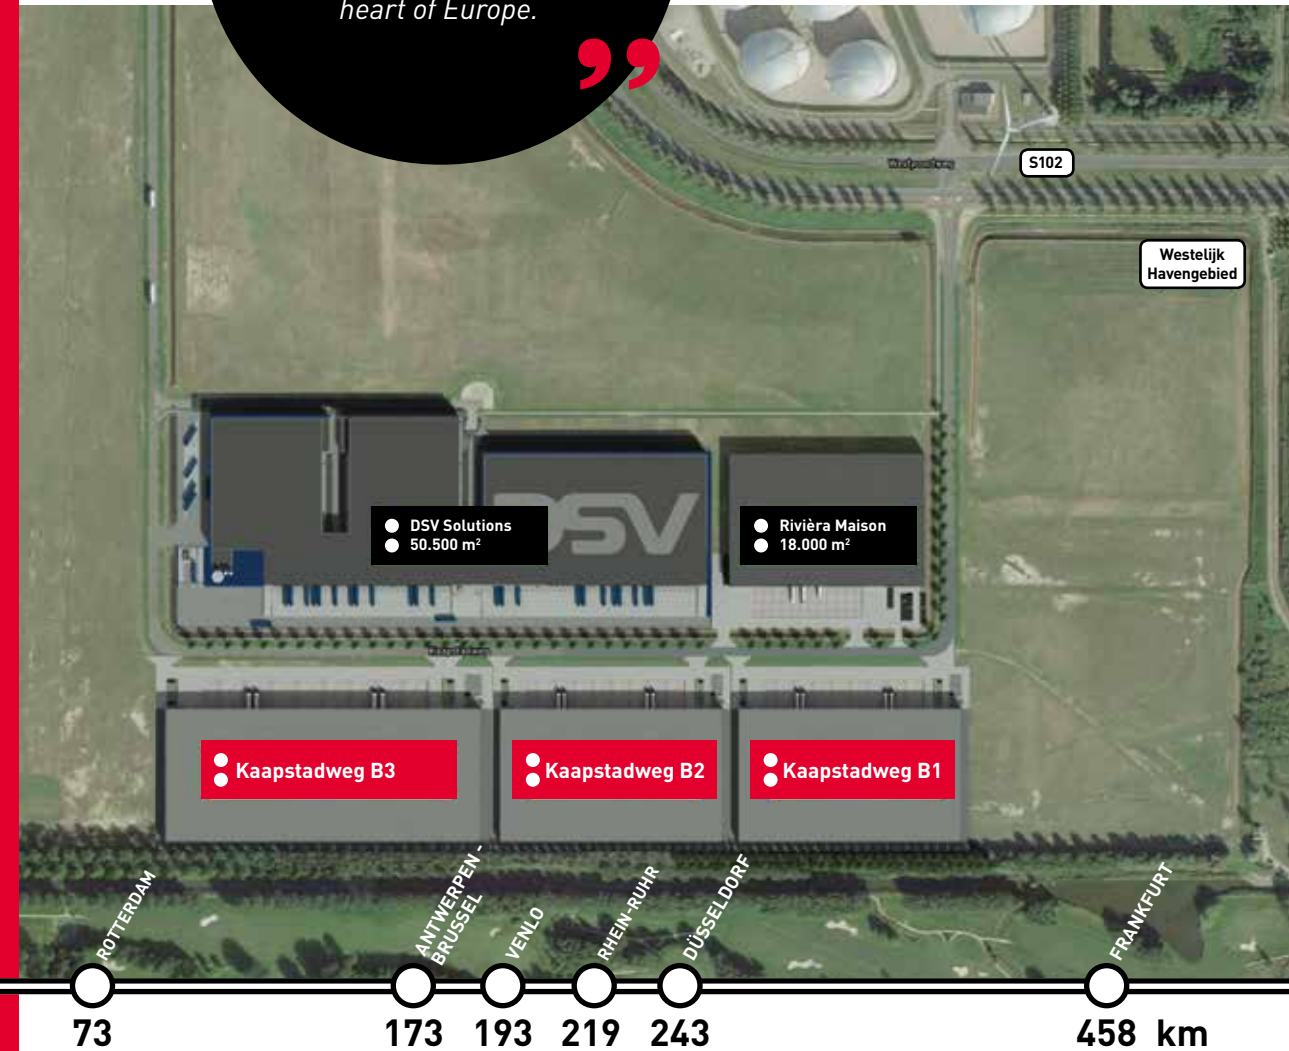 heart of Europe.
”
Westpoortweg
S102
Westelijk
Havengebied
DSV
DSV Solutions
50.500 m²
Rivièra Maison
18.000 m²
Kaapstadweg
Kaapstadweg B3
Kaapstadweg B2
Kaapstadweg B1
ROTTERDAM
ANTWERPEN -
BRUSSEL
VENLO
RHEIN-RUHR
DÜSSELDORF
FRANKFURT
73
173
193
219
243
458 km